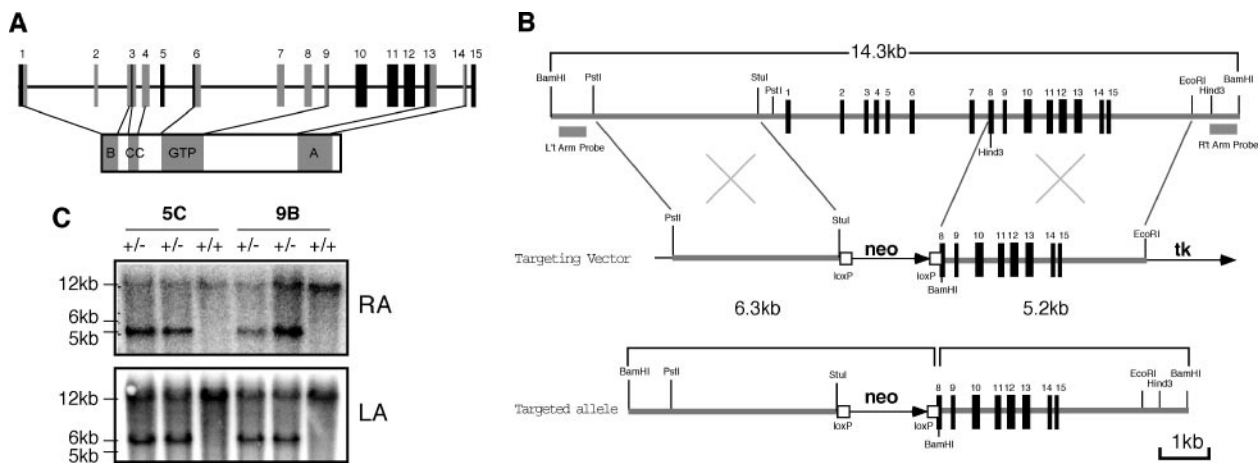 A
1 2 3 4 5 6 7 8 9 10 11 12 13 14 15
B CC GTP A
C
5C 9B
+/- +/- +/+ +/- +/- +/+
12kb
6kb
5kb
RA
12kb
6kb
5kb
LA
B
14.3kb
BamHI PstI StuI PstI EcoRI Hind3 BamHI
1 2 3 4 5 6 7 8 9 10 11 12 13 14 15
L't Arm Probe Hind3 R't Arm Probe
PstI StuI 8 9 10 11 12 13 14 15 EcoRI
Targeting Vector neo tk
loxP loxP
BamHI
6.3kb 5.2kb
BamHI PstI StuI 8 9 10 11 12 13 14 15 EcoRI Hind3 BamHI
Targeted allele neo
loxP loxP
BamHI
1kb